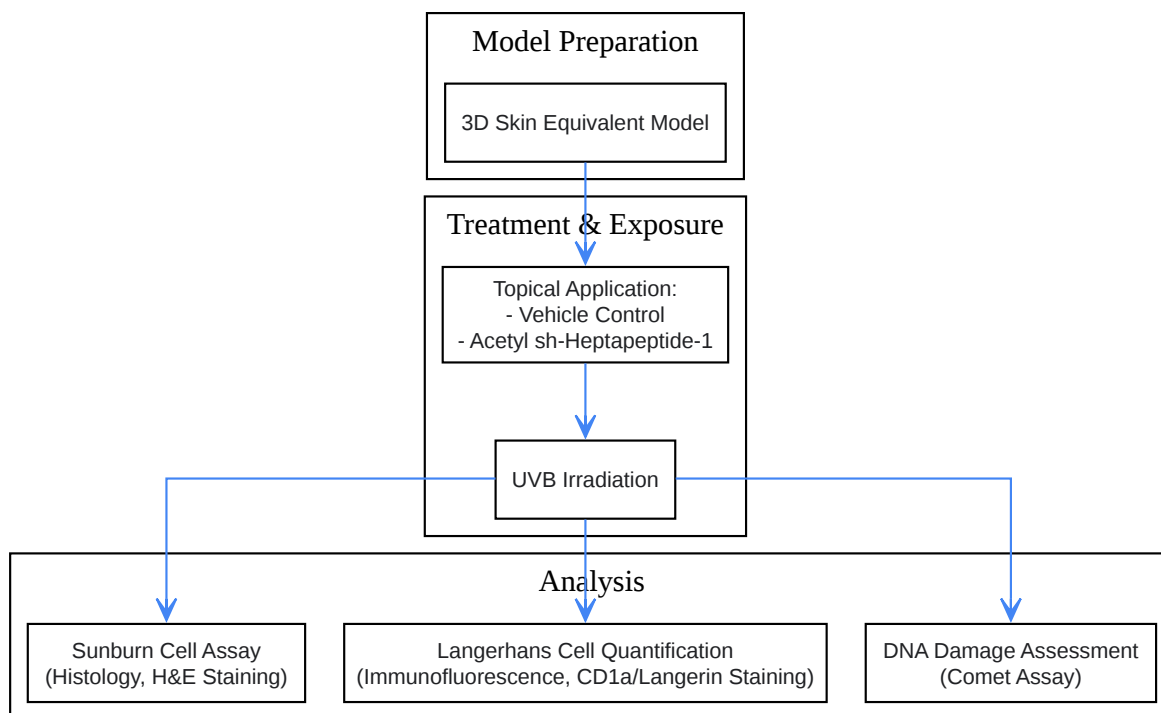 Model Preparation
3D Skin Equivalent Model
Treatment & Exposure
Topical Application:
- Vehicle Control
- Acetyl sh-Heptapeptide-1
UVB Irradiation
Analysis
Sunburn Cell Assay
(Histology, H&E Staining)
Langerhans Cell Quantification
(Immunofluorescence, CD1a/Langerin Staining)
DNA Damage Assessment
(Comet Assay)